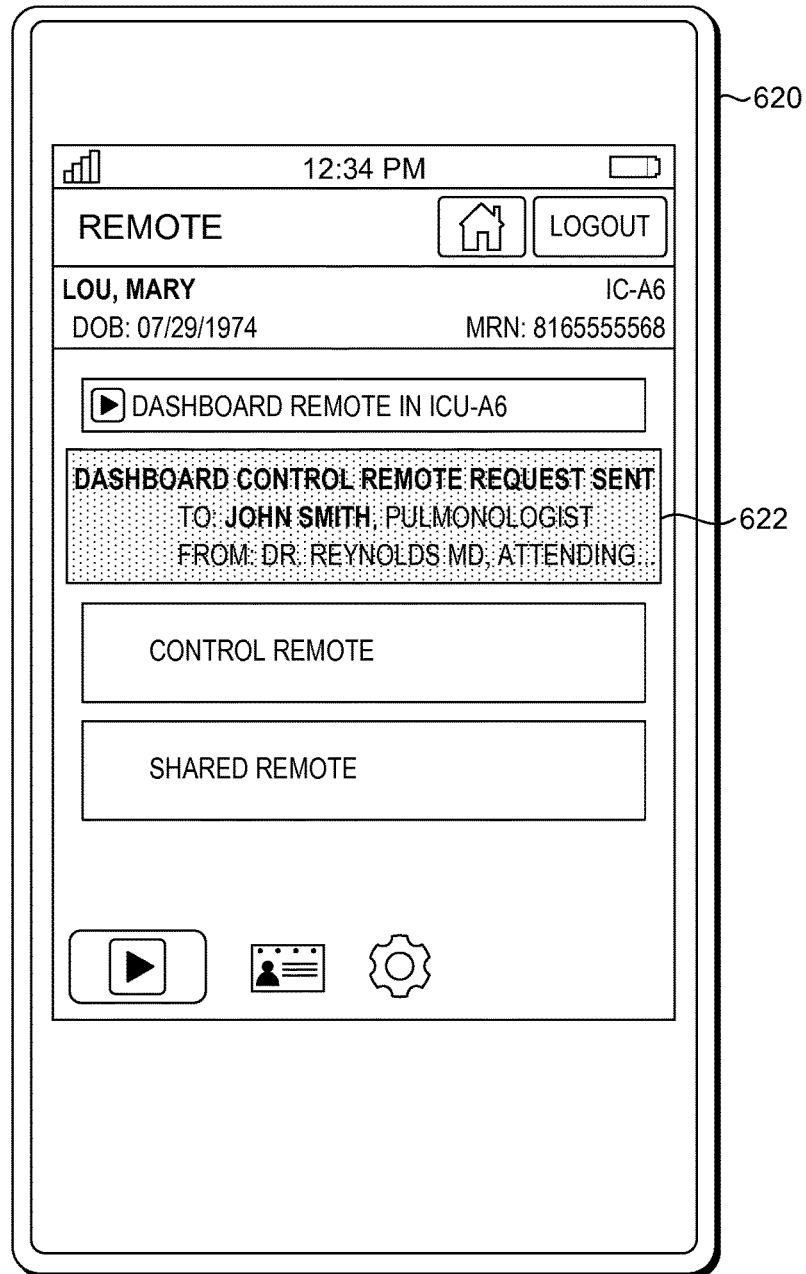 620
12:34 PM
REMOTE
LOGOUT
LOU, MARY
IC-A6
DOB: 07/29/1974
MRN: 8165555568
DASHBOARD REMOTE IN ICU-A6
DASHBOARD CONTROL REMOTE REQUEST SENT
TO: JOHN SMITH, PULMONOLOGIST
FROM: DR. REYNOLDS MD, ATTENDING...
622
CONTROL REMOTE
SHARED REMOTE